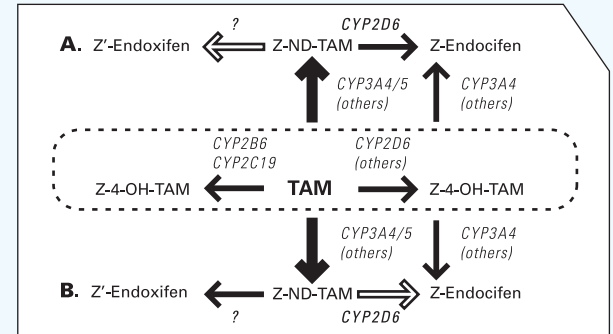 ? CYP2D6
A. Z'-Endoxifen Z-ND-TAM Z-Endocifen
CYP3A4/5 CYP3A4
(others) (others)
CYP2B6 CYP2D6
CYP2C19 (others)
Z-4-OH-TAM TAM Z-4-OH-TAM
CYP3A4/5 CYP3A4
(others) (others)
B. Z'-Endoxifen Z-ND-TAM Z-Endocifen
? CYP2D6